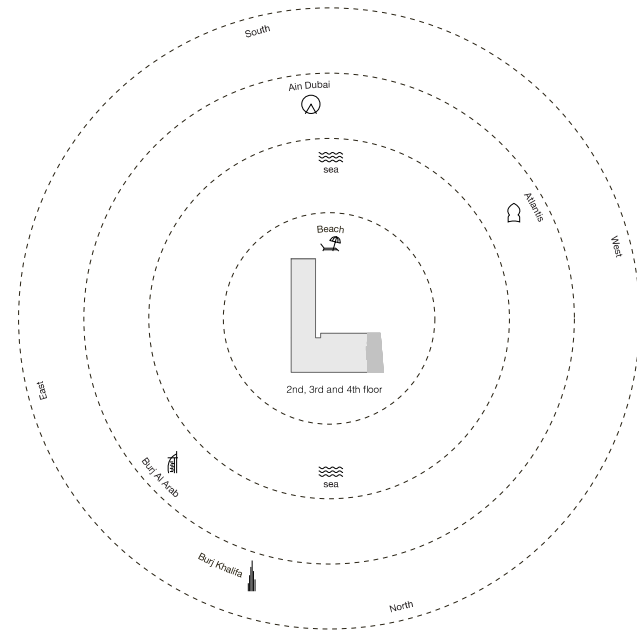 South
Ain Dubai
sea
Atlantis
Beach
West
East
2nd, 3rd and 4th floor
Burj Al Arab
sea
Burj Khalifa
North